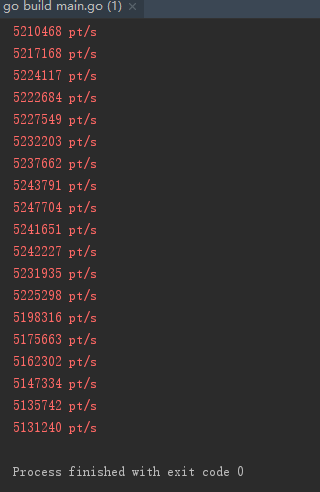 go build main.go (1) ×
5210468 pt/s
5217168 pt/s
5224117 pt/s
5222684 pt/s
5227549 pt/s
5232203 pt/s
5237662 pt/s
5243791 pt/s
5247704 pt/s
5241651 pt/s
5242227 pt/s
5231935 pt/s
5225298 pt/s
5198316 pt/s
5175663 pt/s
5162302 pt/s
5147334 pt/s
5135742 pt/s
5131240 pt/s
Process finished with exit code 0